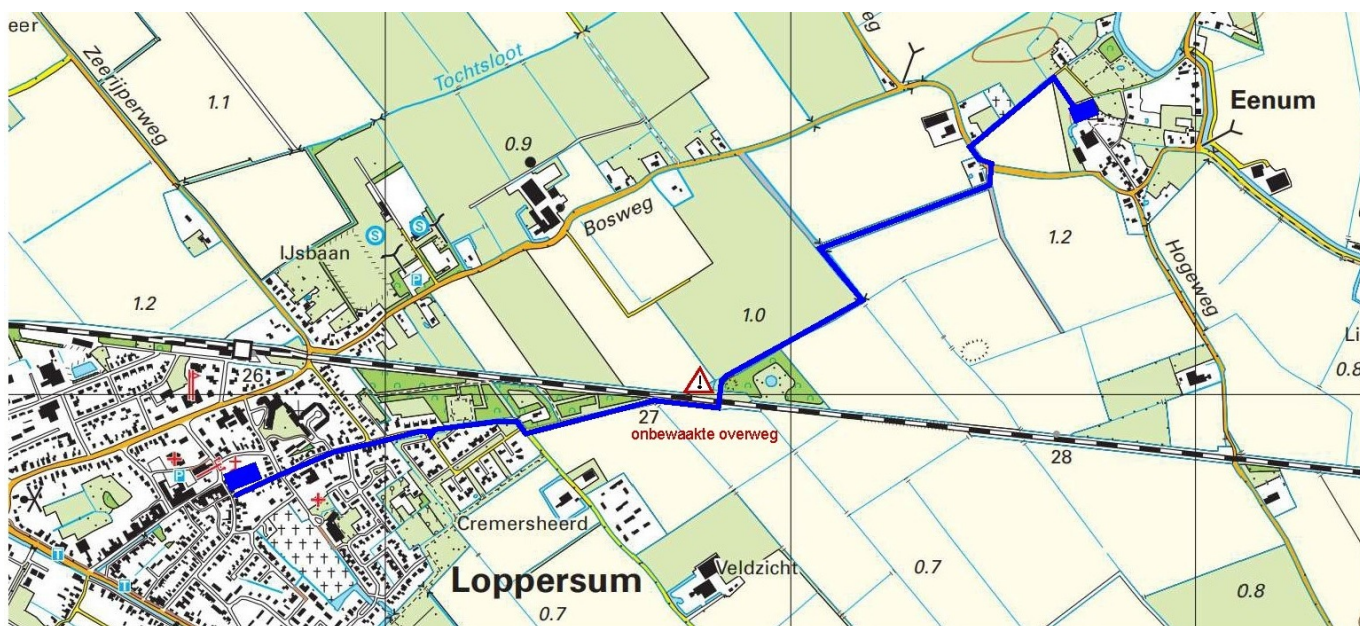 eer
Zeerijperweg
1.1
Tochtsloot
eg
Eenum
0.9
Bosweg
IJsbaan
S
S
P
1.2
1.2
Hogeweg
1.0
Li
0.8
26
27
onbewaakte overweg
28
P
Cremersheerd
Loppersum
Veldzicht
0.7
0.7
0.8
T
T